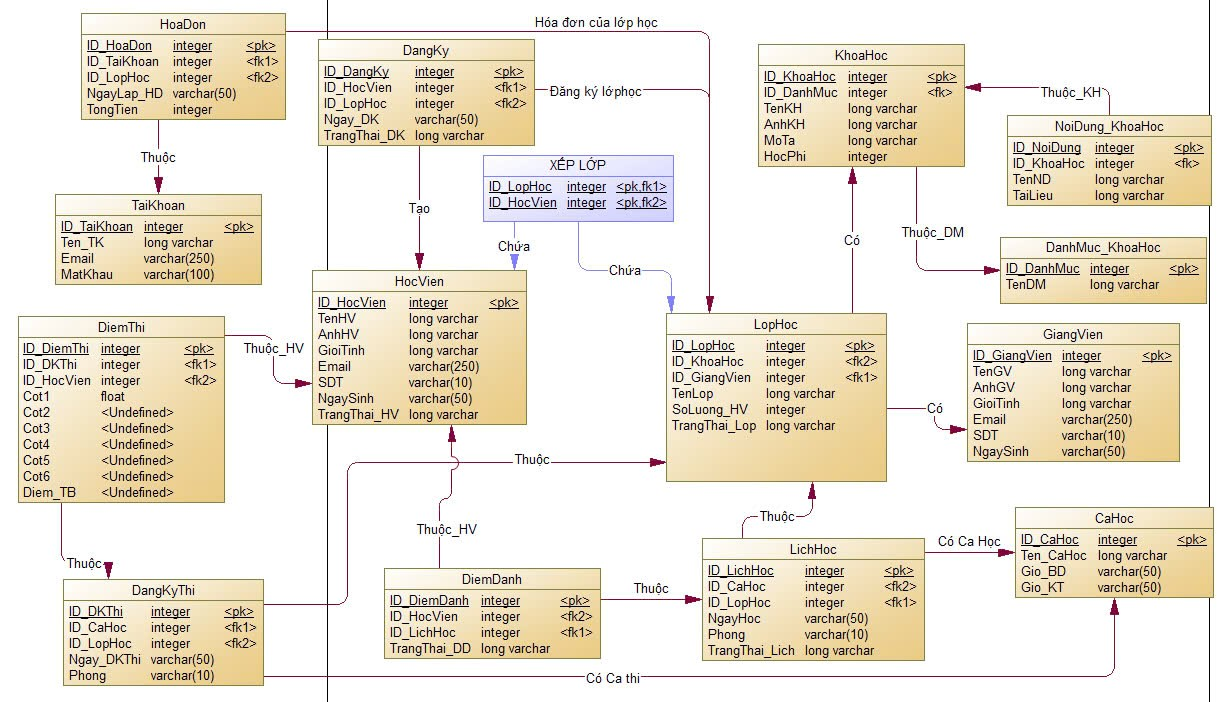 HoaDon
ID_HoaDon integer <pk>
ID_TaiKhoan integer <fk1>
ID_LopHoc integer <fk2>
NgayLap_HD varchar(50)
TongTien integer
Hóa đơn của lớp học
DangKy
ID_DangKy integer <pk>
ID_HocVien integer <fk1>
ID_LopHoc integer <fk2>
Ngay_DK varchar(50)
TrangThai_DK long varchar
Đăng ký lớphọc
KhoaHoc
ID_KhoaHoc integer <pk>
ID_DanhMuc integer <fk>
TenKH long varchar
AnhKH long varchar
MoTa long varchar
HocPhi integer
Thuộc_KH
NoiDung_KhoaHoc
ID_NoiDung integer <pk>
ID_KhoaHoc integer <fk>
TenND long varchar
TaiLieu long varchar
Thuộc
XẾP LỚP
ID_LopHoc integer <pk,fk1>
ID_HocVien integer <pk,fk2>
TaiKhoan
ID_TaiKhoan integer <pk>
Ten_TK long varchar
Email varchar(250)
MatKhau varchar(100)
Tạo
Chứa
Chứa
Có
Thuộc_DM
DanhMuc_KhoaHoc
ID_DanhMuc integer <pk>
TenDM long varchar
HocVien
ID_HocVien integer <pk>
TenHV long varchar
AnhHV long varchar
GioiTinh long varchar
Email varchar(250)
SDT varchar(10)
NgaySinh varchar(50)
TrangThai_HV long varchar
DiemThi
ID_DiemThi integer <pk>
ID_DKThi integer <fk1>
ID_HocVien integer <fk2>
Cot1 float
Cot2 <Undefined>
Cot3 <Undefined>
Cot4 <Undefined>
Cot5 <Undefined>
Cot6 <Undefined>
Diem_TB <Undefined>
Thuộc_HV
LopHoc
ID_LopHoc integer <pk>
ID_KhoaHoc integer <fk2>
ID_GiangVien integer <fk1>
TenLop long varchar
SoLuong_HV integer
TrangThai_Lop long varchar
Có
GiangVien
ID_GiangVien integer <pk>
TenGV long varchar
AnhGV long varchar
GioiTinh long varchar
Email varchar(250)
SDT varchar(10)
NgaySinh varchar(50)
Thuộc
Thuộc_HV
Thuộc
Có Ca Học
CaHoc
ID_CaHoc integer <pk>
Ten_CaHoc long varchar
Gio_BD varchar(50)
Gio_KT varchar(50)
Thuộc
DangKyThi
ID_DKThi integer <pk>
ID_CaHoc integer <fk1>
ID_LopHoc integer <fk2>
Ngay_DKThi varchar(50)
Phong varchar(10)
DiemDanh
ID_DiemDanh integer <pk>
ID_HocVien integer <fk2>
ID_LichHoc integer <fk1>
TrangThai_DD long varchar
Thuộc
LichHoc
ID_LichHoc integer <pk>
ID_CaHoc integer <fk2>
ID_LopHoc integer <fk1>
NgayHoc varchar(50)
Phong varchar(10)
TrangThai_Lich long varchar
Có Ca thi